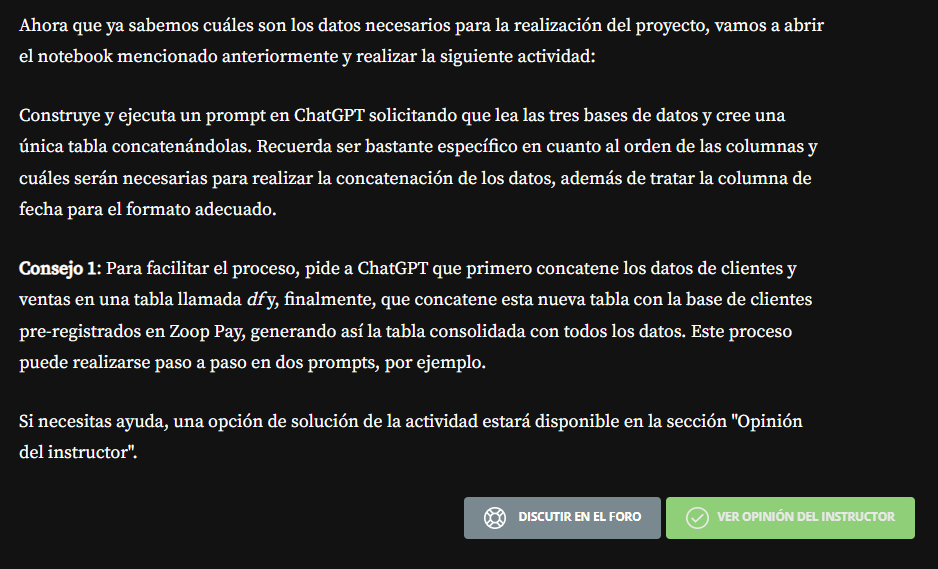 Ahora que ya sabemos cuáles son los datos necesarios para la realización del proyecto, vamos a abrir
el notebook mencionado anteriormente y realizar la siguiente actividad:
Construye y ejecuta un prompt en ChatGPT solicitando que lea las tres bases de datos y cree una
única tabla concatenándolas. Recuerda ser bastante específico en cuanto al orden de las columnas y
cuáles serán necesarias para realizar la concatenación de los datos, además de tratar la columna de
fecha para el formato adecuado.
Consejo 1: Para facilitar el proceso, pide a ChatGPT que primero concatene los datos de clientes y
ventas en una tabla llamada df y, finalmente, que concatene esta nueva tabla con la base de clientes
pre-registrados en Zoop Pay, generando así la tabla consolidada con todos los datos. Este proceso
puede realizarse paso a paso en dos prompts, por ejemplo.
Si necesitas ayuda, una opción de solución de la actividad estará disponible en la sección "Opinión
del instructor".
DISCUTIR EN EL FORO
VER OPINIÓN DEL INSTRUCTOR